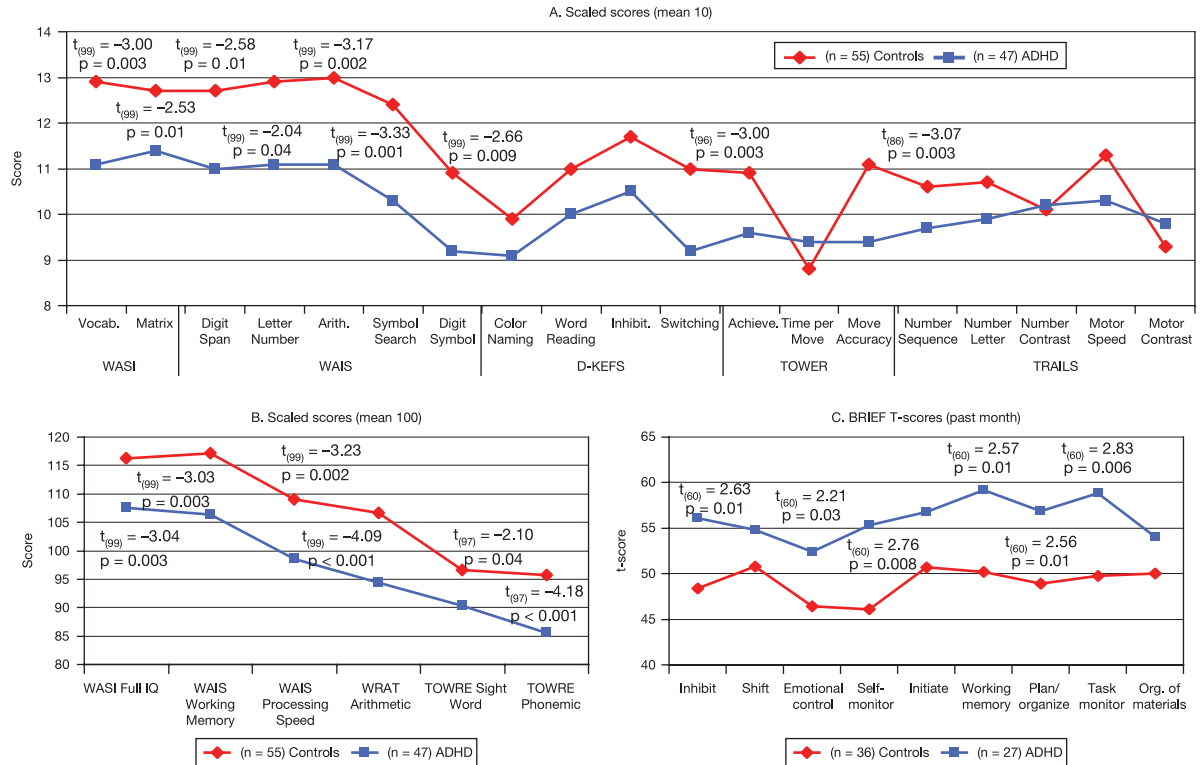 A. Scaled scores (mean 10)
(n = 55) Controls (n = 47) ADHD
Score
14
13
12
11
10
9
8
t(99) = −3.00
p = 0.003
t(99) = −2.53
p = 0.01
t(99) = −2.58
p = 0 .01
t(99) = −2.04
p = 0.04
t(99) = −3.17
p = 0.002
t(99) = −3.33
p = 0.001
t(99) = −2.66
p = 0.009
t(96) = −3.00
p = 0.003
t(86) = −3.07
p = 0.003
Vocab.
Matrix
Digit
Span
Letter
Number
Arith.
Symbol
Search
Digit
Symbol
Color
Naming
Word
Reading
Inhibit.
Switching
Achieve.
Time per
Move
Move
Accuracy
Number
Sequence
Number
Letter
Number
Contrast
Motor
Speed
Motor
Contrast
WASI
WAIS
D-KEFS
TOWER
TRAILS
B. Scaled scores (mean 100)
Score
120
115
110
105
100
95
90
85
80
t(99) = −3.03
p = 0.003
t(99) = −3.04
p = 0.003
t(99) = −3.23
p = 0.002
t(99) = −4.09
p < 0.001
t(97) = −2.10
p = 0.04
t(97) = −4.18
p < 0.001
WASI Full IQ
WAIS
Working
Memory
WAIS
Processing
Speed
WRAT
Arithmetic
TOWRE Sight
Word
TOWRE
Phonemic
(n = 55) Controls (n = 47) ADHD
C. BRIEF T-scores (past month)
t-score
65
60
55
50
45
40
t(60) = 2.63
p = 0.01
t(60) = 2.21
p = 0.03
t(60) = 2.76
p = 0.008
t(60) = 2.57
p = 0.01
t(60) = 2.56
p = 0.01
t(60) = 2.83
p = 0.006
Inhibit
Shift
Emotional
control
Self-
monitor
Initiate
Working
memory
Plan/
organize
Task
monitor
Org. of
materials
(n = 36) Controls (n = 27) ADHD